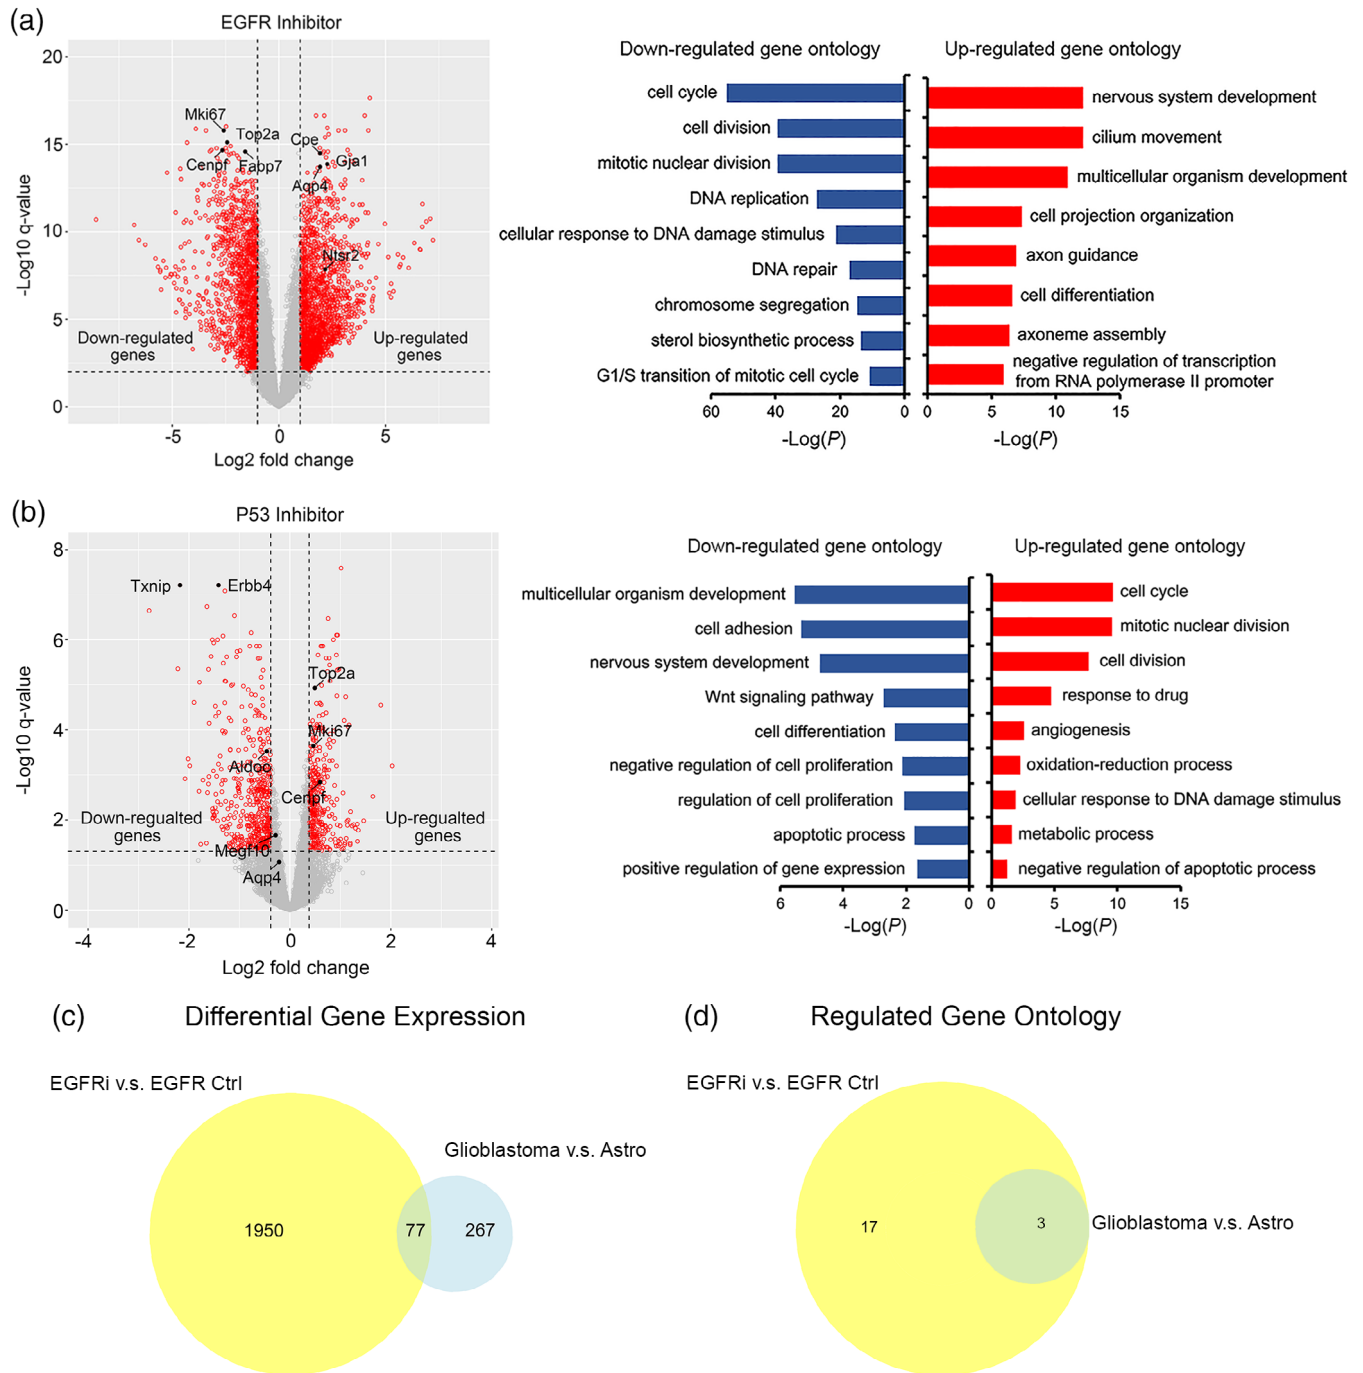 (a)
EGFR Inhibitor
20
15
10
5
0
-Log10 q-value
Mki67
Top2a
Cenpf
Fabp7
Cpe
Gja1
Aqp4
Ntsr2
Down-regulated
genes
Up-regulated
genes
-5
0
5
Log2 fold change
Down-regulated gene ontology
cell cycle
cell division
mitotic nuclear division
DNA replication
cellular response to DNA damage stimulus
DNA repair
chromosome segregation
sterol biosynthetic process
G1/S transition of mitotic cell cycle
60
40
20
0
-Log(P)
Up-regulated gene ontology
nervous system development
cilium movement
multicellular organism development
cell projection organization
axon guidance
cell differentiation
axoneme assembly
negative regulation of transcription
from RNA polymerase II promoter
0
5
10
15
-Log(P)
(b)
P53 Inhibitor
8
6
4
2
0
-Log10 q-value
Txnip
Erbb4
Top2a
Mki67
Aldoc
Cenpf
Megf10
Aqp4
Down-regualted
genes
Up-regualted
genes
-4
-2
0
2
4
Log2 fold change
Down-regulated gene ontology
multicellular organism development
cell adhesion
nervous system development
Wnt signaling pathway
cell differentiation
negative regulation of cell proliferation
regulation of cell proliferation
apoptotic process
positive regulation of gene expression
6
4
2
0
-Log(P)
Up-regulated gene ontology
cell cycle
mitotic nuclear division
cell division
response to drug
angiogenesis
oxidation-reduction process
cellular response to DNA damage stimulus
metabolic process
negative regulation of apoptotic process
0
5
10
15
-Log(P)
(c)
Differential Gene Expression
EGFRi v.s. EGFR Ctrl
Glioblastoma v.s. Astro
1950
77
267
(d)
Regulated Gene Ontology
EGFRi v.s. EGFR Ctrl
17
3
Glioblastoma v.s. Astro